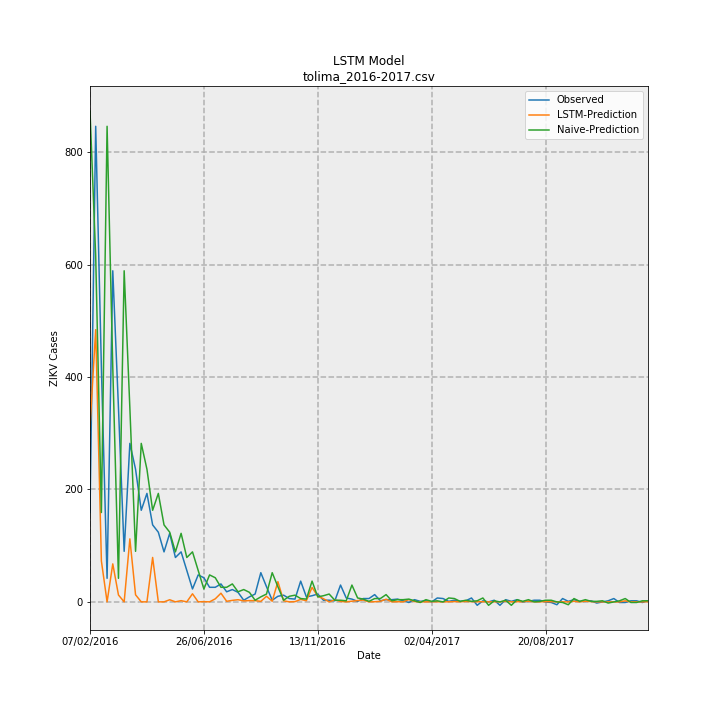 LSTM Model
tolima_2016-2017.csv
Observed
LSTM-Prediction
Naive-Prediction
ZIKV Cases
800
600
400
200
0
07/02/2016
26/06/2016
13/11/2016
02/04/2017
20/08/2017
Date